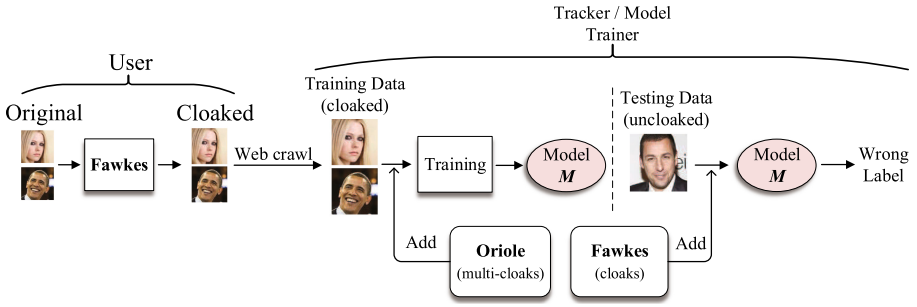 Tracker / Model
Trainer
User
Original
Cloaked
Training Data
(cloaked)
Testing Data
(uncloaked)
Fawkes
Web crawl
Training
Model
M
Model
M
Wrong
Label
Add
Oriole
(multi-cloaks)
Fawkes
(cloaks)
Add